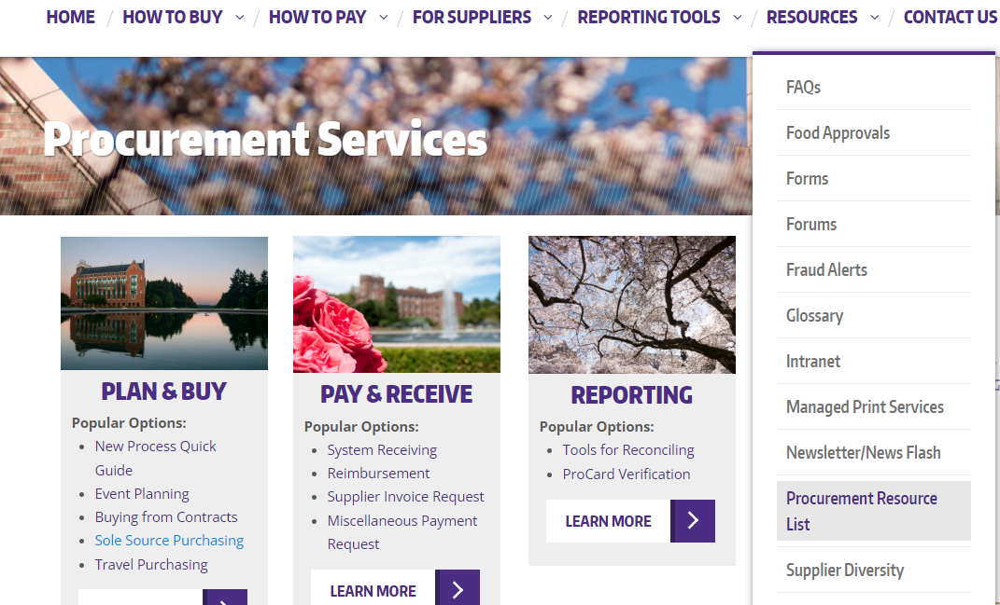 HOME / HOW TO BUY / HOW TO PAY / FOR SUPPLIERS / REPORTING TOOLS / RESOURCES / CONTACT US
Procurement Services
PLAN & BUY
Popular Options:
• New Process Quick
Guide
• Event Planning
• Buying from Contracts
• Sole Source Purchasing
• Travel Purchasing
PAY & RECEIVE
Popular Options:
• System Receiving
• Reimbursement
• Supplier Invoice Request
• Miscellaneous Payment
Request
LEARN MORE
REPORTING
Popular Options:
• Tools for Reconciling
• ProCard Verification
LEARN MORE
FAQs
Food Approvals
Forms
Forums
Fraud Alerts
Glossary
Intranet
Managed Print Services
Newsletter/News Flash
Procurement Resource
List
Supplier Diversity